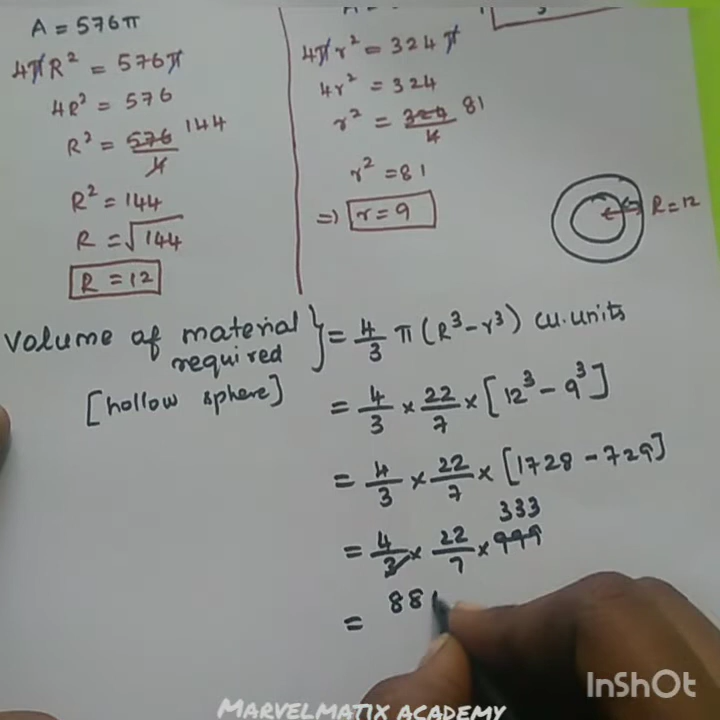 A = 576π
4πR² = 576π
4R² = 576
R² = 576/4 144
R² = 144
R = √144
R = 12
4πr² = 324π
4r² = 324
r² = 324/4 81
r² = 81
=) r = 9
R = 12
Volume of material required } = 4/3 π (R³ - r³) cu.units
[hollow sphere]
= 4/3 × 22/7 × [12³ - 9³]
= 4/3 × 22/7 × [1728 - 729]
333
= 4/3 × 22/7 × 999
= 88
InShOt
MARVELMATIX ACADEMY